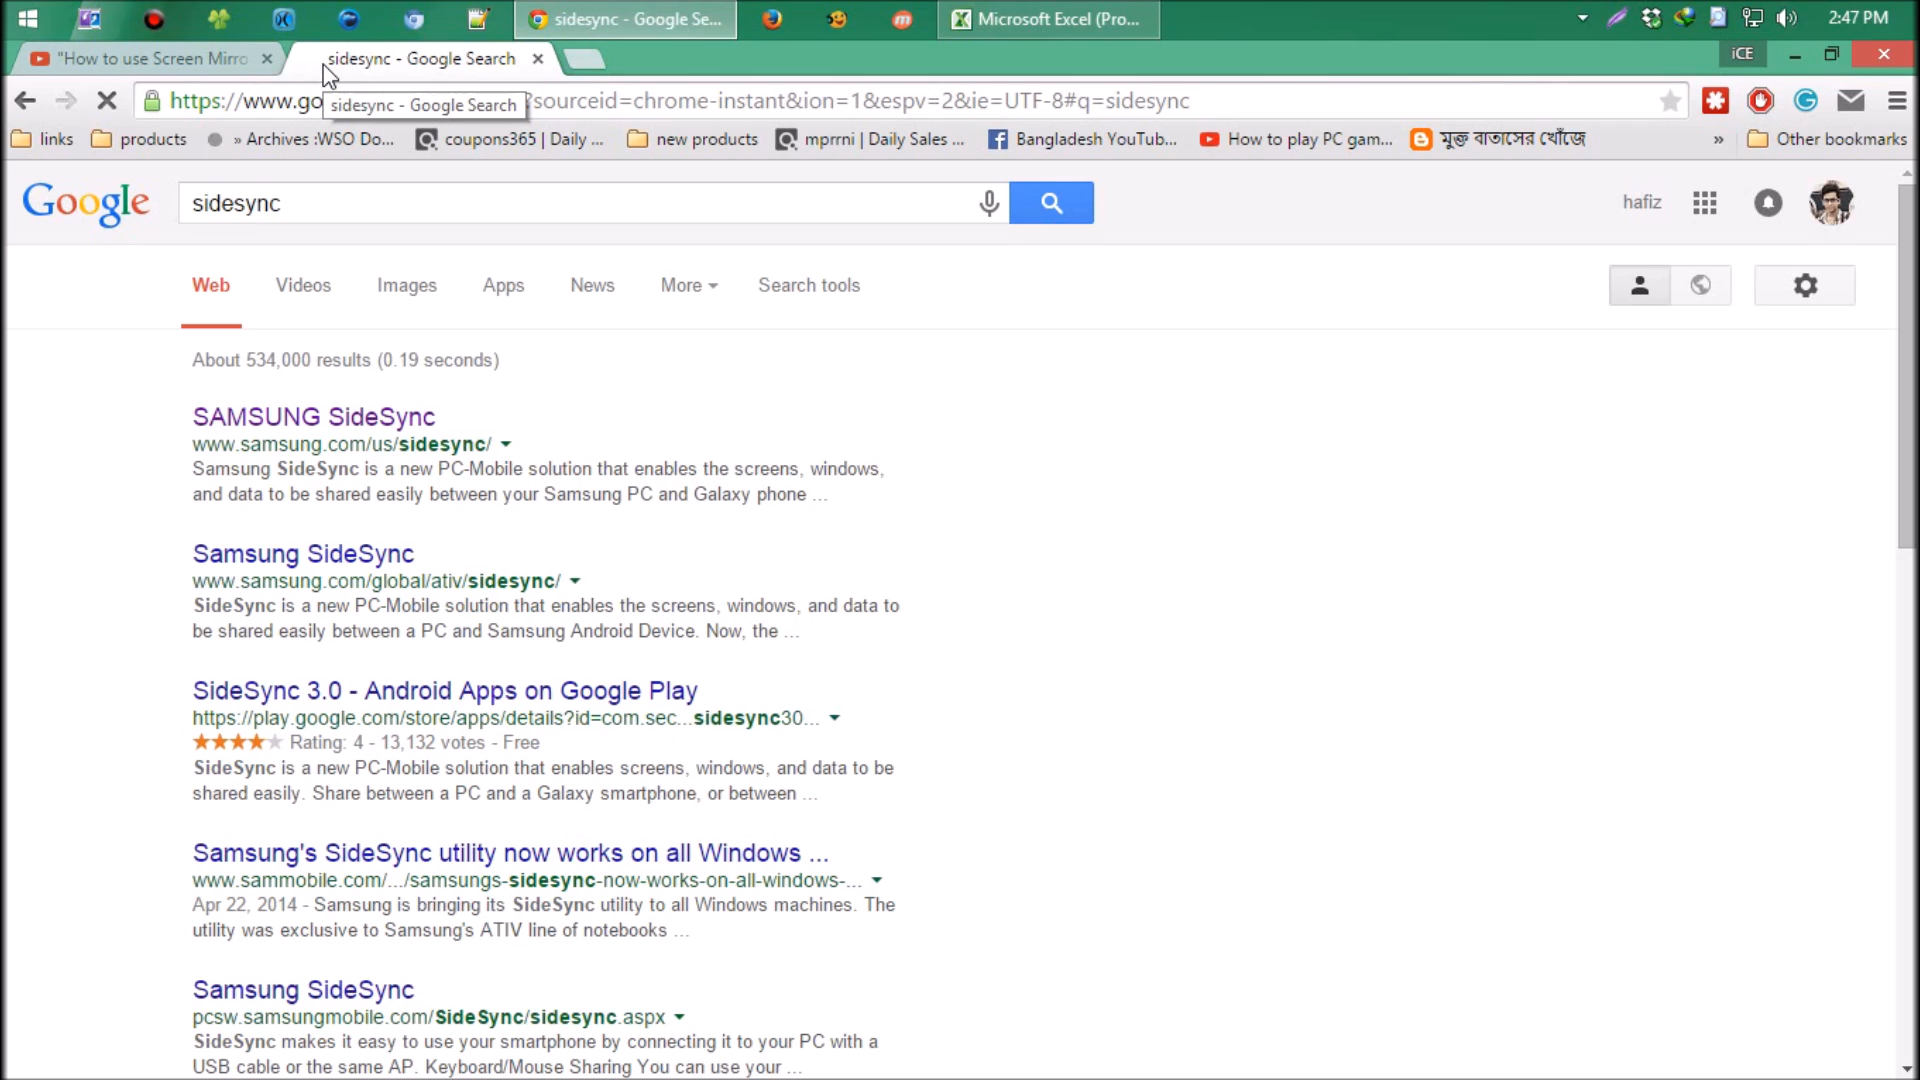 sidesync - Google Se...
Microsoft Excel (Pro...
2:47 PM
"How to use Screen Mirro
sidesync - Google Search
iCE
https://www.go
?sourceid=chrome-instant&ion=1&espv=2&ie=UTF-8#q=sidesync
sidesync - Google Search
links
products
» Archives :WSO Do...
coupons365 | Daily ...
new products
mprrni | Daily Sales ...
Bangladesh YouTub...
How to play PC gam...
মুক্ত বাতাসের খোঁজে
»
Other bookmarks
Google
sidesync
hafiz
Web
Videos
Images
Apps
News
More
Search tools
About 534,000 results (0.19 seconds)
SAMSUNG SideSync
www.samsung.com/us/sidesync/
Samsung SideSync is a new PC-Mobile solution that enables the screens, windows,
and data to be shared easily between your Samsung PC and Galaxy phone ...
Samsung SideSync
www.samsung.com/global/ativ/sidesync/
SideSync is a new PC-Mobile solution that enables the screens, windows, and data to
be shared easily between a PC and Samsung Android Device. Now, the ...
SideSync 3.0 - Android Apps on Google Play
https://play.google.com/store/apps/details?id=com.sec...sidesync30...
Rating: 4 - 13,132 votes - Free
SideSync is a new PC-Mobile solution that enables screens, windows, and data to be
shared easily. Share between a PC and a Galaxy smartphone, or between ...
Samsung's SideSync utility now works on all Windows ...
www.sammobile.com/.../samsungs-sidesync-now-works-on-all-windows-...
Apr 22, 2014 - Samsung is bringing its SideSync utility to all Windows machines. The
utility was exclusive to Samsung's ATIV line of notebooks ...
Samsung SideSync
pcsw.samsungmobile.com/SideSync/sidesync.aspx
SideSync makes it easy to use your smartphone by connecting it to your PC with a
USB cable or the same AP. Keyboard/Mouse Sharing You can use your ...